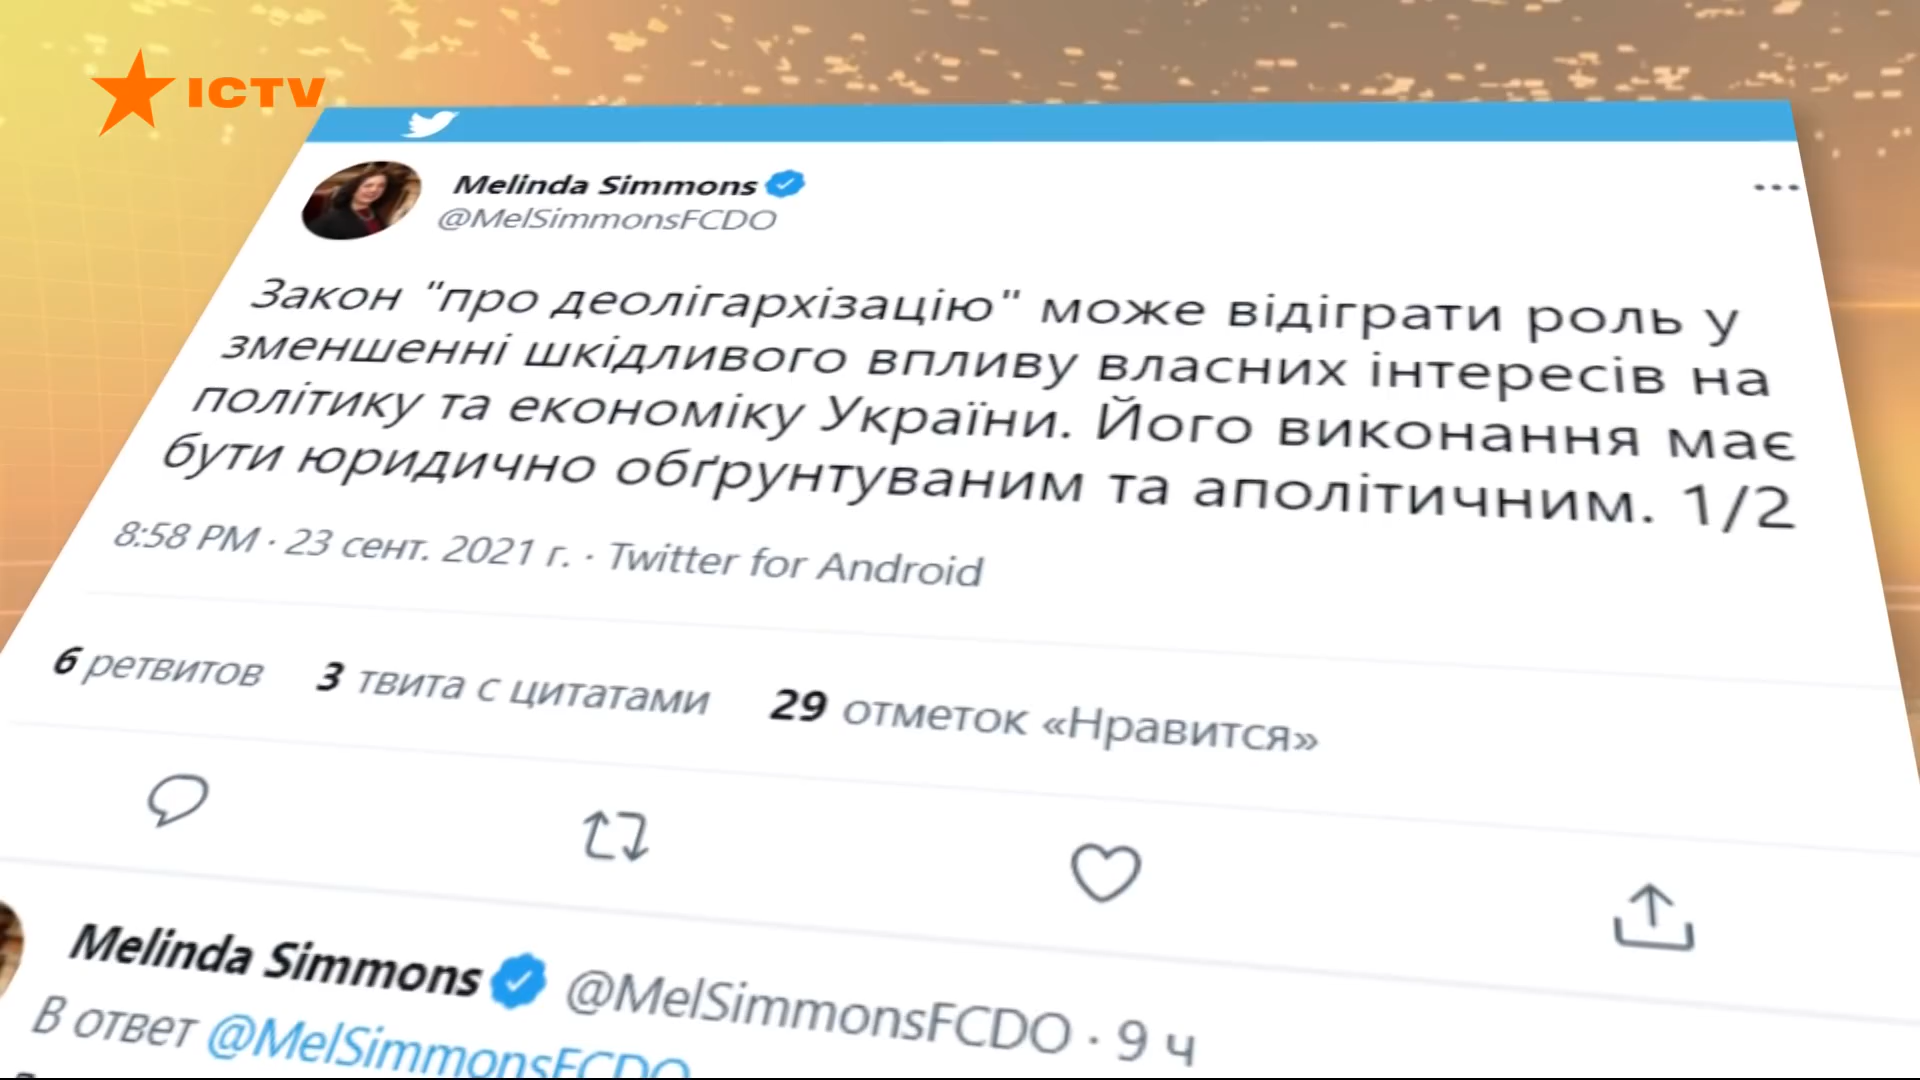 ICTV
Melinda Simmons
@MelSimmonsFCDO
Закон "про деолігархізацію" може відіграти роль у
зменшенні шкідливого впливу власних інтересів на
політику та економіку України. Його виконання має
бути юридично обґрунтуваним та аполітичним. 1/2
8:58 PM · 23 сент. 2021 г. · Twitter for Android
6 ретвитов 3 твита с цитатами 29 отметок «Нравится»
Melinda Simmons @MelSimmonsFCDO · 9 ч
В ответ @MelSimmonsFCDO